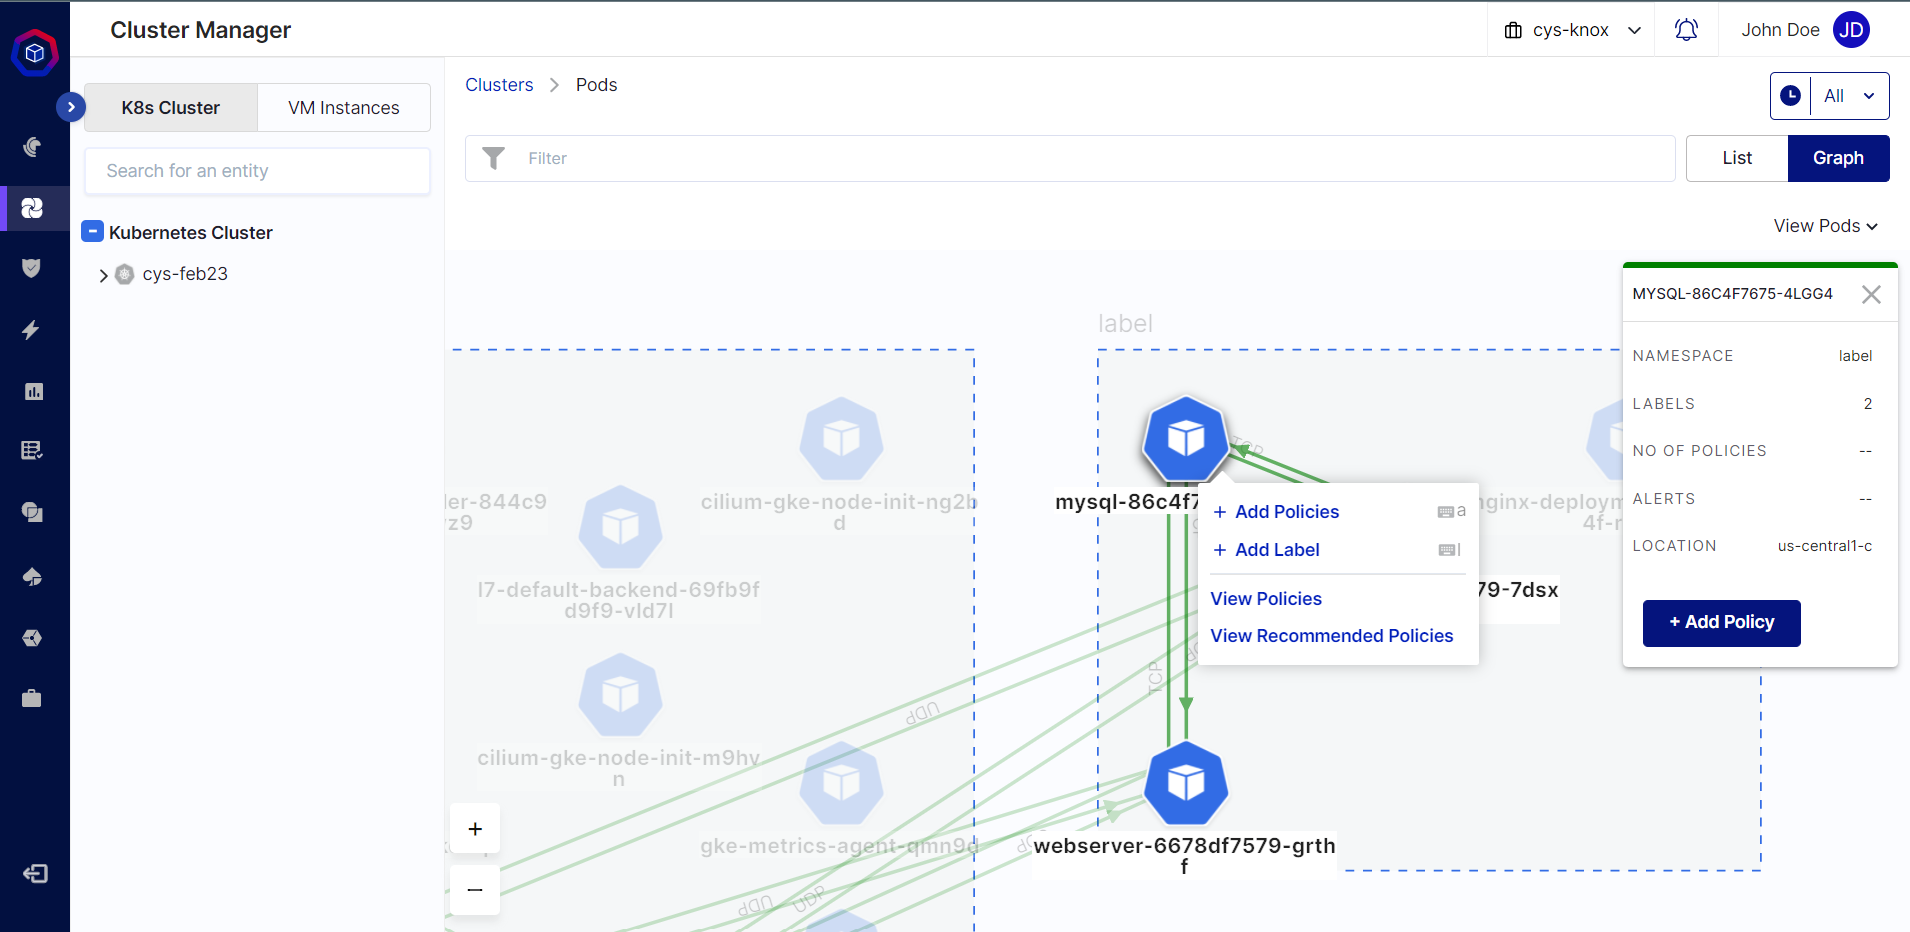 Cluster Manager
cys-knox
John Doe
JD
K8s Cluster
VM Instances
Search for an entity
Kubernetes Cluster
cys-feb23
Clusters > Pods
All
Filter
List
Graph
View Pods
label
MYSQL-86C4F7675-4LGG4
NAMESPACE label
LABELS 2
NO OF POLICIES --
ALERTS --
LOCATION us-central1-c
+ Add Policy
TCP
mysql-86c4f7
+ Add Policies a
+ Add Label l
View Policies
View Recommended Policies
ler-844c9
z9
cilium-gke-node-init-ng2b
d
nginx-deploym
4f-r
l7-default-backend-69fb9f
d9f9-vld7l
79-7dsx
TCP
UDP
cilium-gke-node-init-m9hv
n
gke-metrics-agent-qmn9d
webserver-6678df7579-grth
f
UDP
UDP